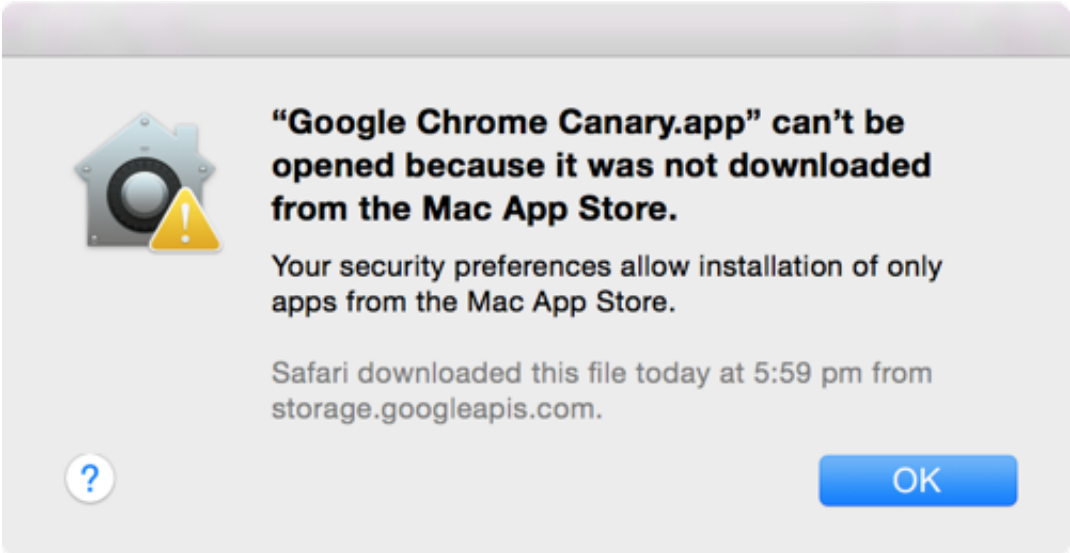 “Google Chrome Canary.app” can’t be
opened because it was not downloaded
from the Mac App Store.
Your security preferences allow installation of only
apps from the Mac App Store.
Safari downloaded this file today at 5:59 pm from
storage.googleapis.com.
?
OK